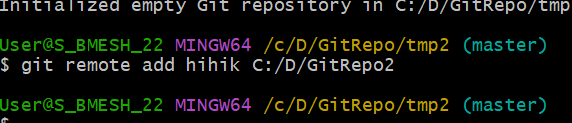 Initialized empty Git repository in C:/D/GitRepo/tmp
User@S_BMESH_22 MINGW64 /c/D/GitRepo/tmp2 (master)
$ git remote add hihik C:/D/GitRepo2
User@S_BMESH_22 MINGW64 /c/D/GitRepo/tmp2 (master)
$